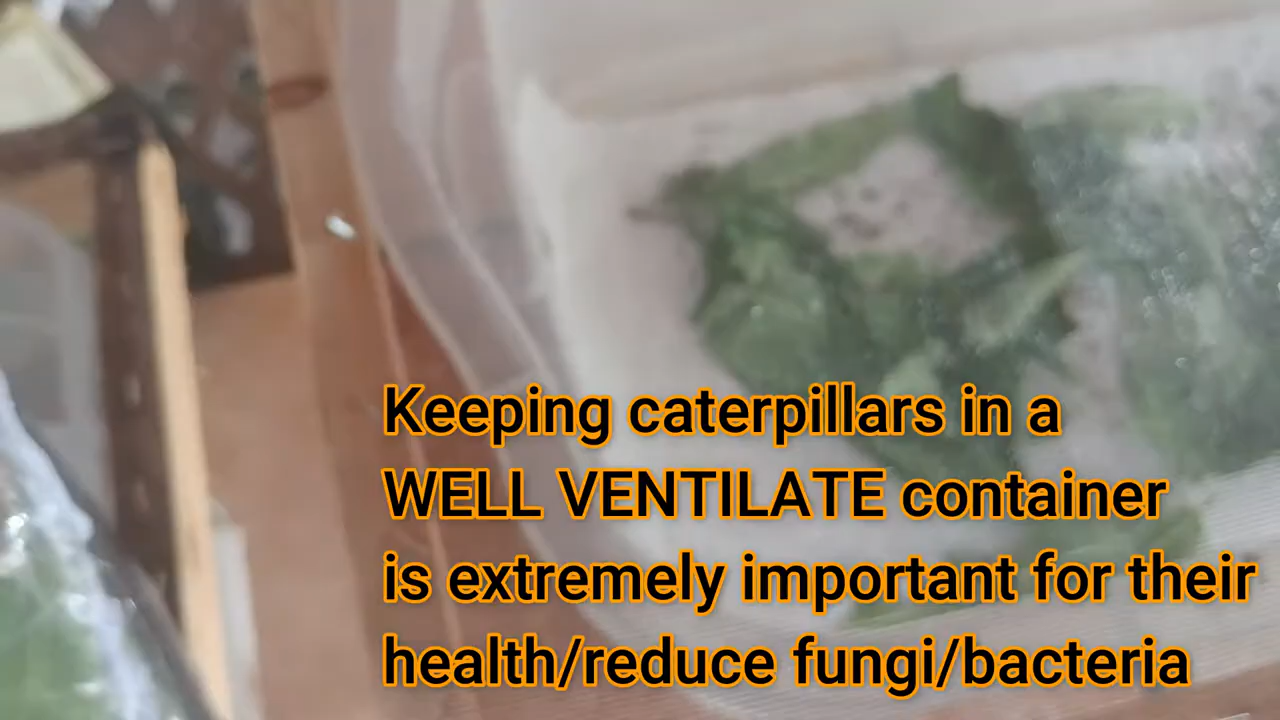 Keeping caterpillars in a
WELL VENTILATE container
is extremely important for their
health/reduce fungi/bacteria